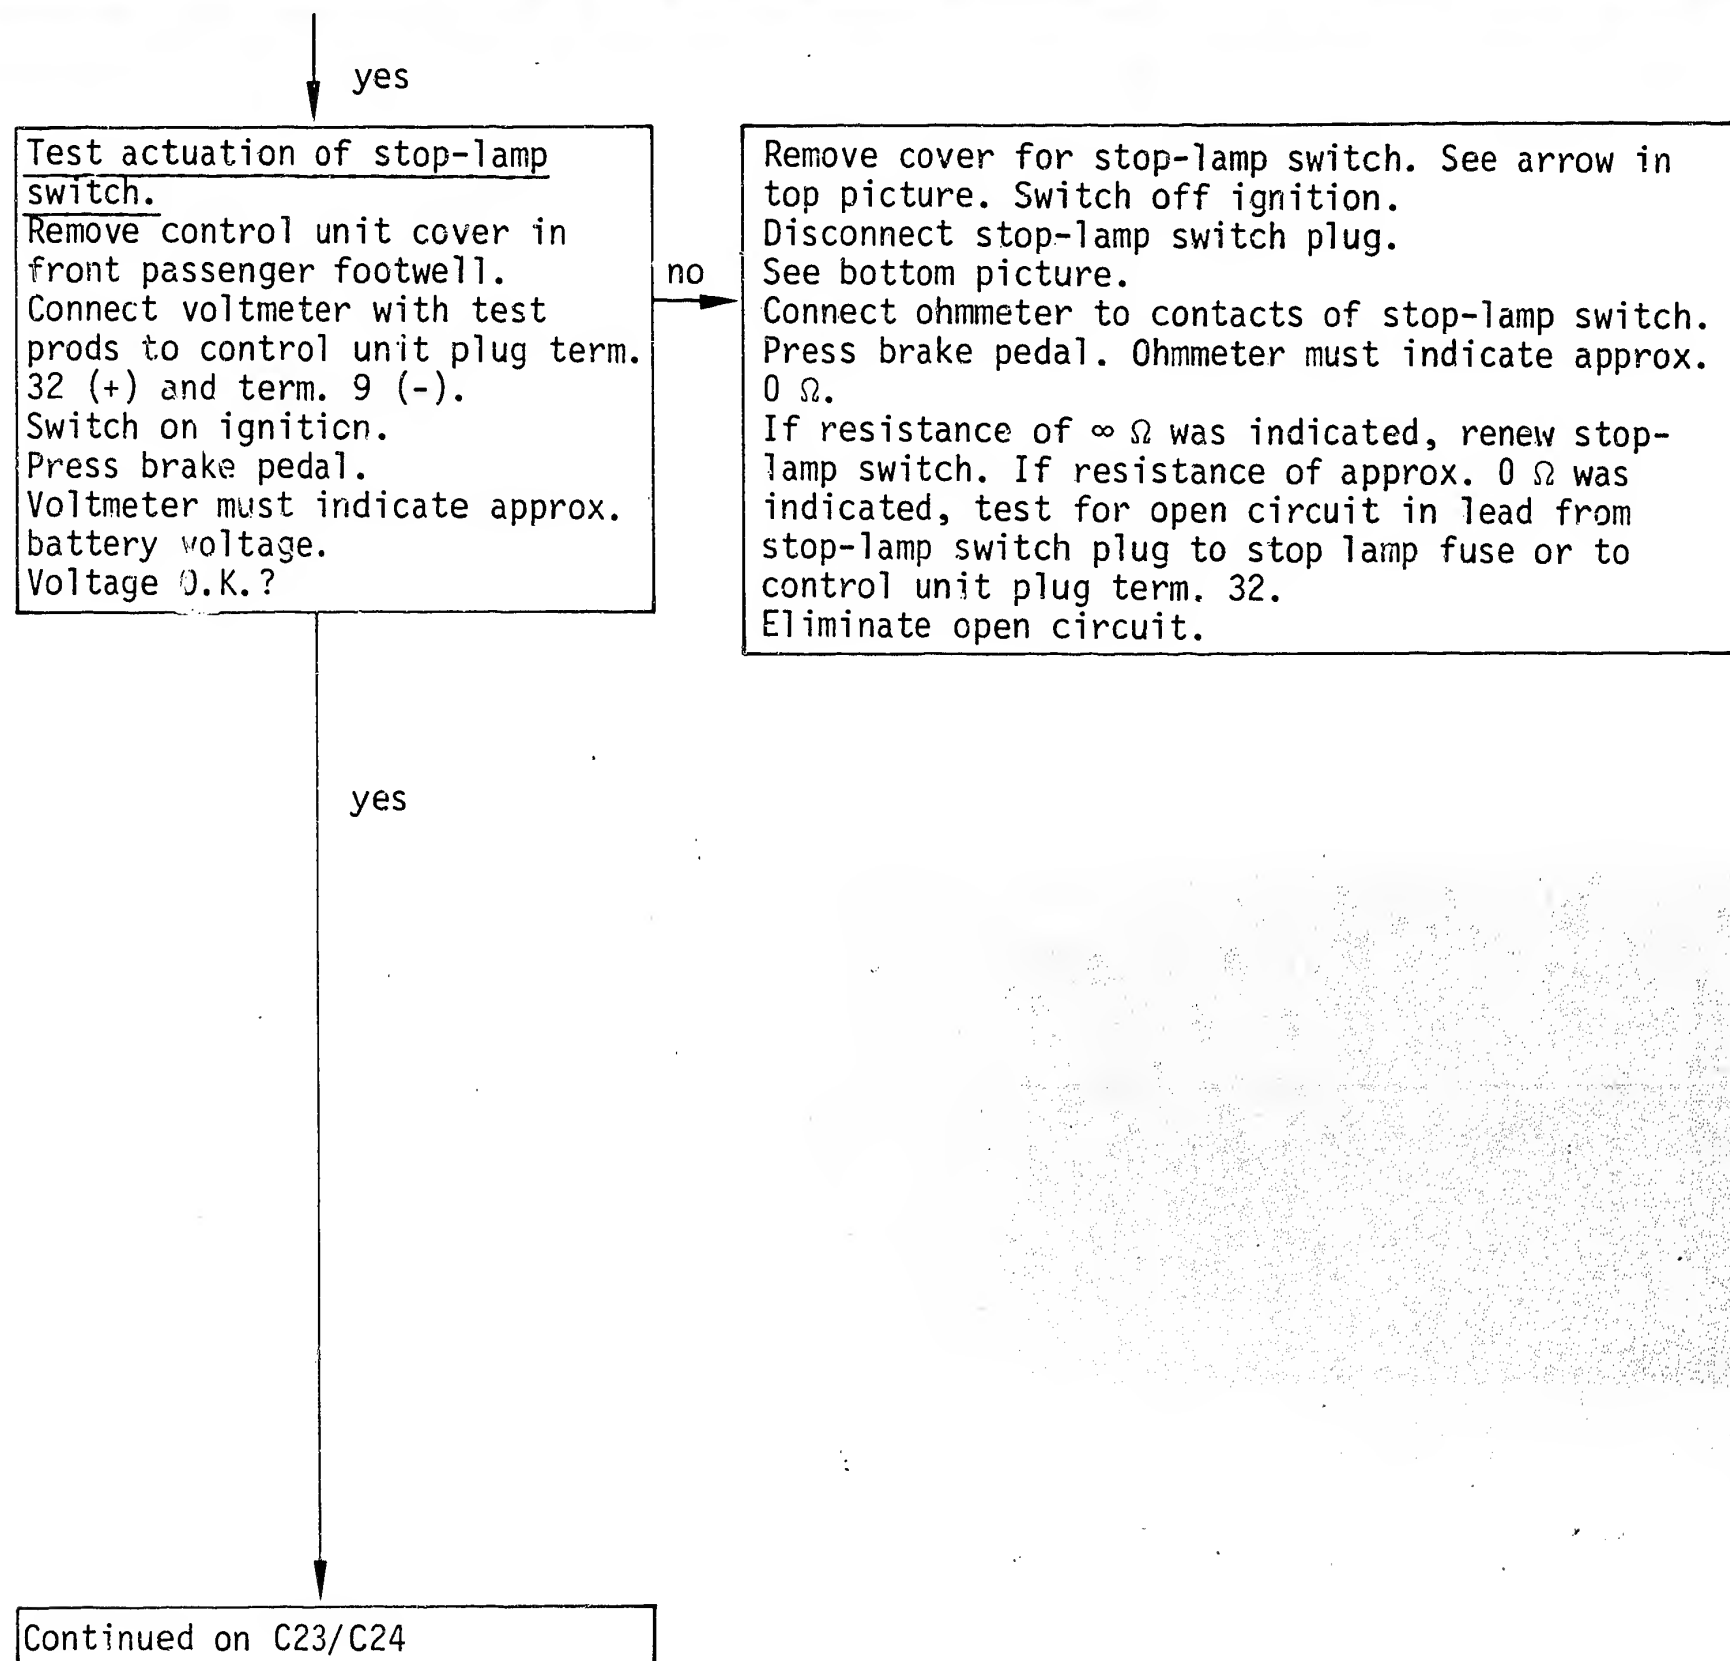 yes
Test actuation of stop-lamp
switch.
Remove control unit cover in
front passenger footwell.
Connect voltmeter with test
prods to control unit plug term.
32 (+) and term. 9 (-).
Switch on ignition.
Press brake pedal.
Voltmeter must indicate approx.
battery voltage.
Voltage O.K.?
no
Remove cover for stop-lamp switch. See arrow in
top picture. Switch off ignition.
Disconnect stop-lamp switch plug.
See bottom picture.
Connect ohmmeter to contacts of stop-lamp switch.
Press brake pedal. Ohmmeter must indicate approx.
0 Ω.
If resistance of ∞ Ω was indicated, renew stop-
lamp switch. If resistance of approx. 0 Ω was
indicated, test for open circuit in lead from
stop-lamp switch plug to stop lamp fuse or to
control unit plug term. 32.
Eliminate open circuit.
yes
Continued on C23/C24